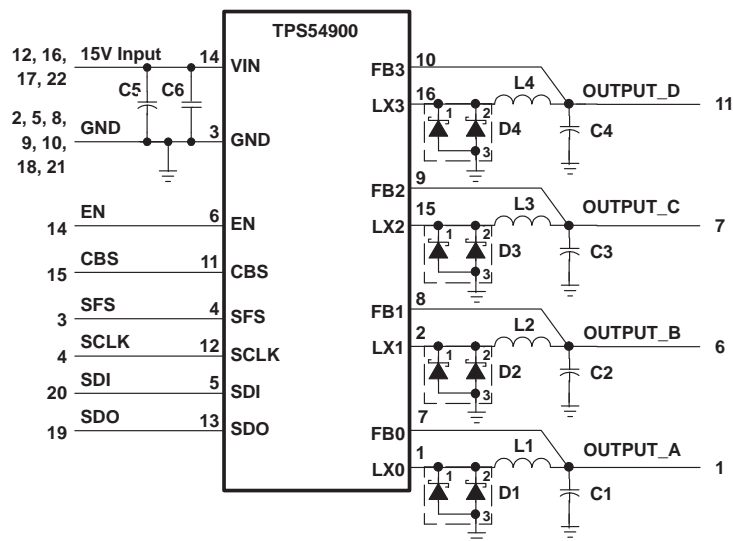 TPS54900
12, 16,
17, 22
15V Input
14
VIN
C5
C6
2, 5, 8,
9, 10,
18, 21
GND
3
GND
14
EN
6
EN
15
CBS
11
CBS
3
SFS
4
SFS
4
SCLK
12
SCLK
20
SDI
5
SDI
19
SDO
13
SDO
FB3
10
LX3
16
1
2
3
D4
L4
OUTPUT_D
11
C4
FB2
9
LX2
15
1
2
3
D3
L3
OUTPUT_C
7
C3
FB1
8
LX1
2
1
2
3
D2
L2
OUTPUT_B
6
C2
FB0
7
LX0
1
1
2
3
D1
L1
OUTPUT_A
1
C1